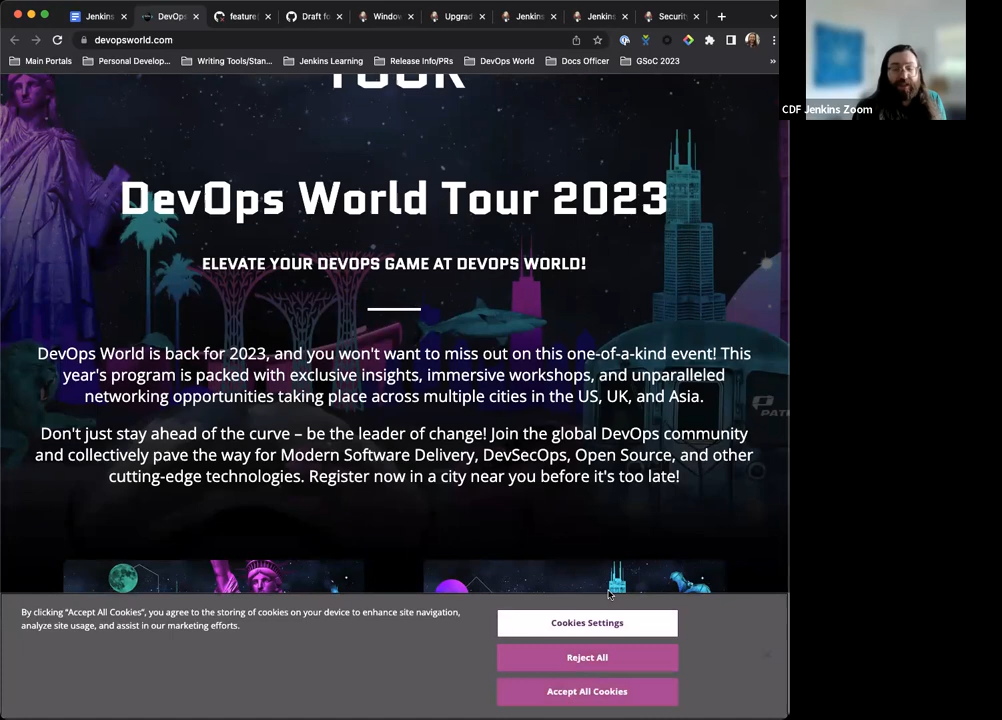 Jenkins
DevOps
feature
Draft fo
Window
Upgrad
Jenkins
Jenkins
Security
devopsworld.com
Main Portals
Personal Develop...
Writing Tools/Stan...
Jenkins Learning
Release Info/PRs
DevOps World
Docs Officer
GSoC 2023
»
CDF Jenkins Zoom
TOUR
DevOps World Tour 2023
ELEVATE YOUR DEVOPS GAME AT DEVOPS WORLD!
DevOps World is back for 2023, and you won't want to miss out on this one-of-a-kind event! This
year's program is packed with exclusive insights, immersive workshops, and unparalleled
networking opportunities taking place across multiple cities in the US, UK, and Asia.
PATH
Don't just stay ahead of the curve – be the leader of change! Join the global DevOps community
and collectively pave the way for Modern Software Delivery, DevSecOps, Open Source, and other
cutting-edge technologies. Register now in a city near you before it's too late!
By clicking “Accept All Cookies”, you agree to the storing of cookies on your device to enhance site navigation,
analyze site usage, and assist in our marketing efforts.
Cookies Settings
Reject All
Accept All Cookies